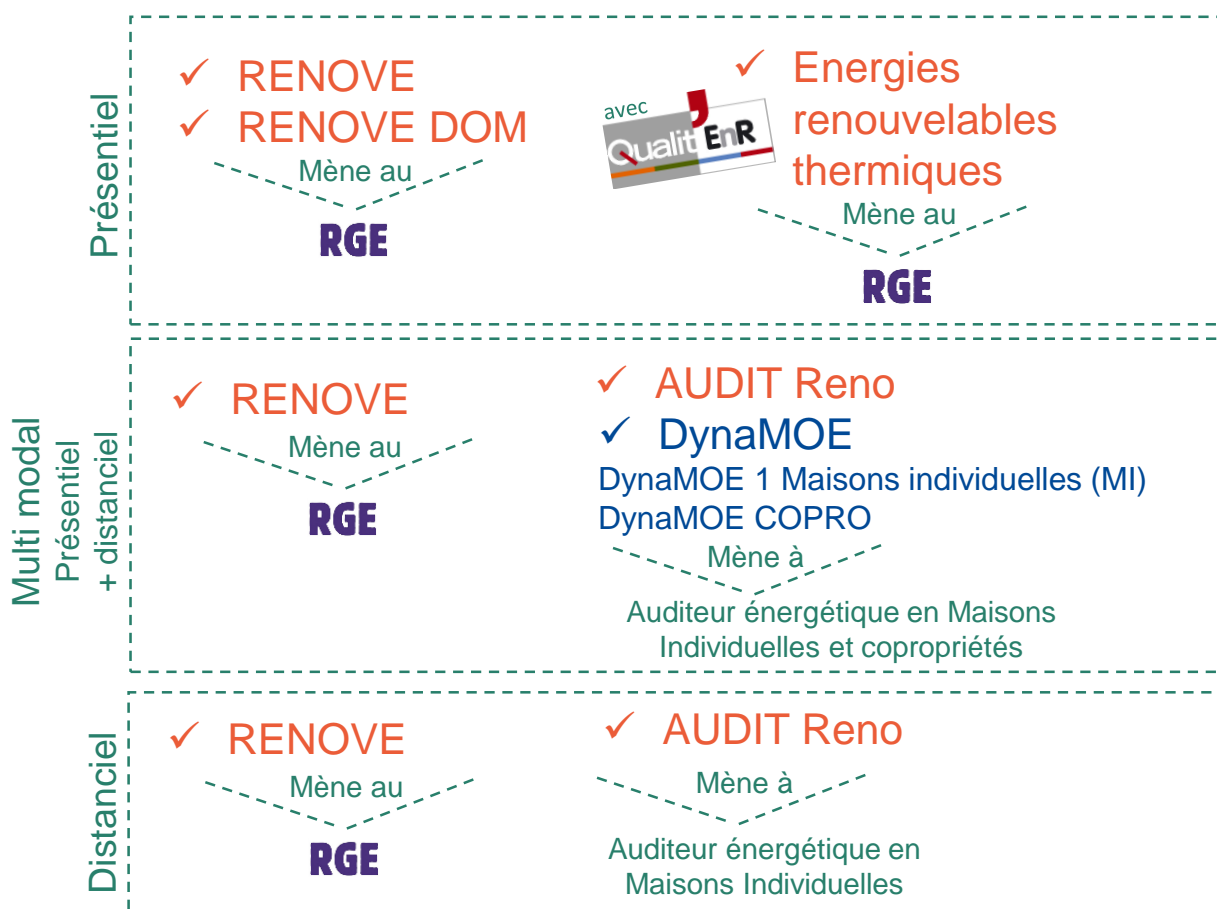 Présentiel
✓ RENOVE
✓ RENOVE DOM
Mène au
RGE
avec
Qualit'EnR
✓ Energies
renouvelables
thermiques
Mène au
RGE
Multi modal
Présentiel
+ distanciel
✓ RENOVE
Mène au
RGE
✓ AUDIT Reno
✓ DynaMOE
DynaMOE 1 Maisons individuelles (MI)
DynaMOE COPRO
Mène à
Auditeur énergétique en Maisons
Individuelles et copropriétés
Distanciel
✓ RENOVE
Mène au
RGE
✓ AUDIT Reno
Mène à
Auditeur énergétique en
Maisons Individuelles